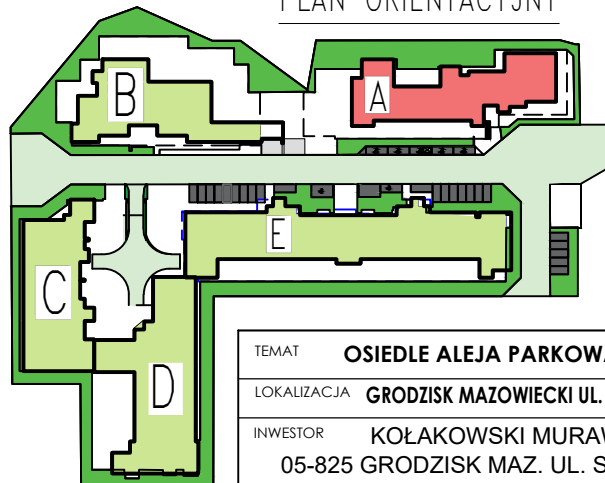 PLAN ORIENTACYJNY
B
A
E
C
D
TEMAT OSIEDLE ALEJA PARKOWA
LOKALIZACJA GRODZISK MAZOWIECKI UL.
INWESTOR KOŁAKOWSKI MURAW
05-825 GRODZISK MAZ. UL. S